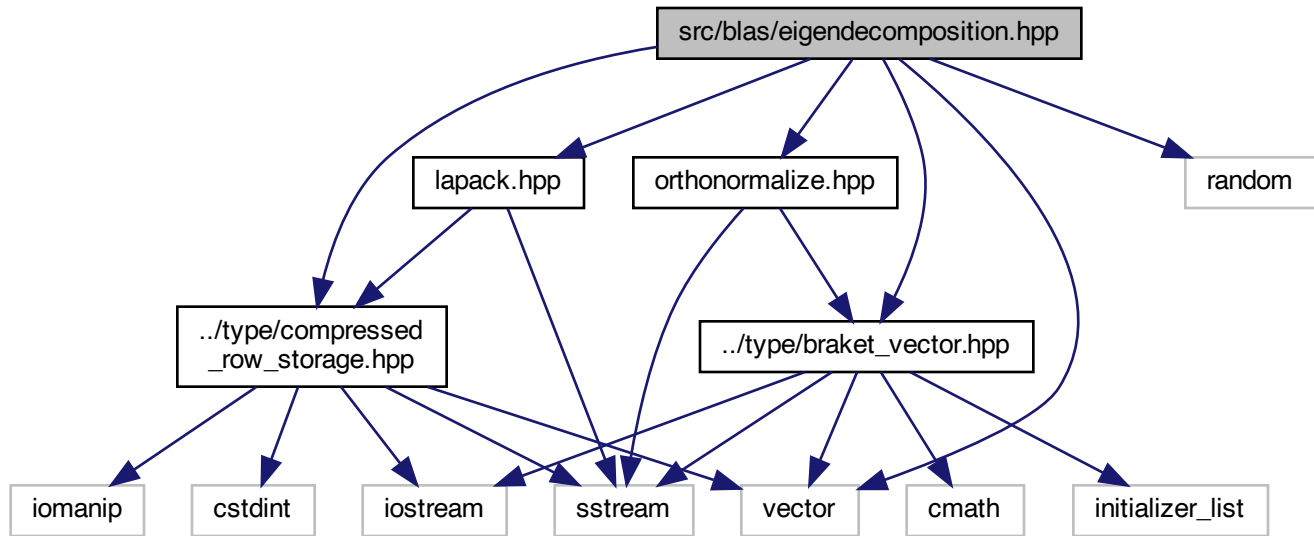 src/blas/eigendecomposition.hpp
lapack.hpp
orthonormalize.hpp
random
../type/compressed
_row_storage.hpp
../type/braket_vector.hpp
iomanip
cstdint
iostream
sstream
vector
cmath
initializer_list